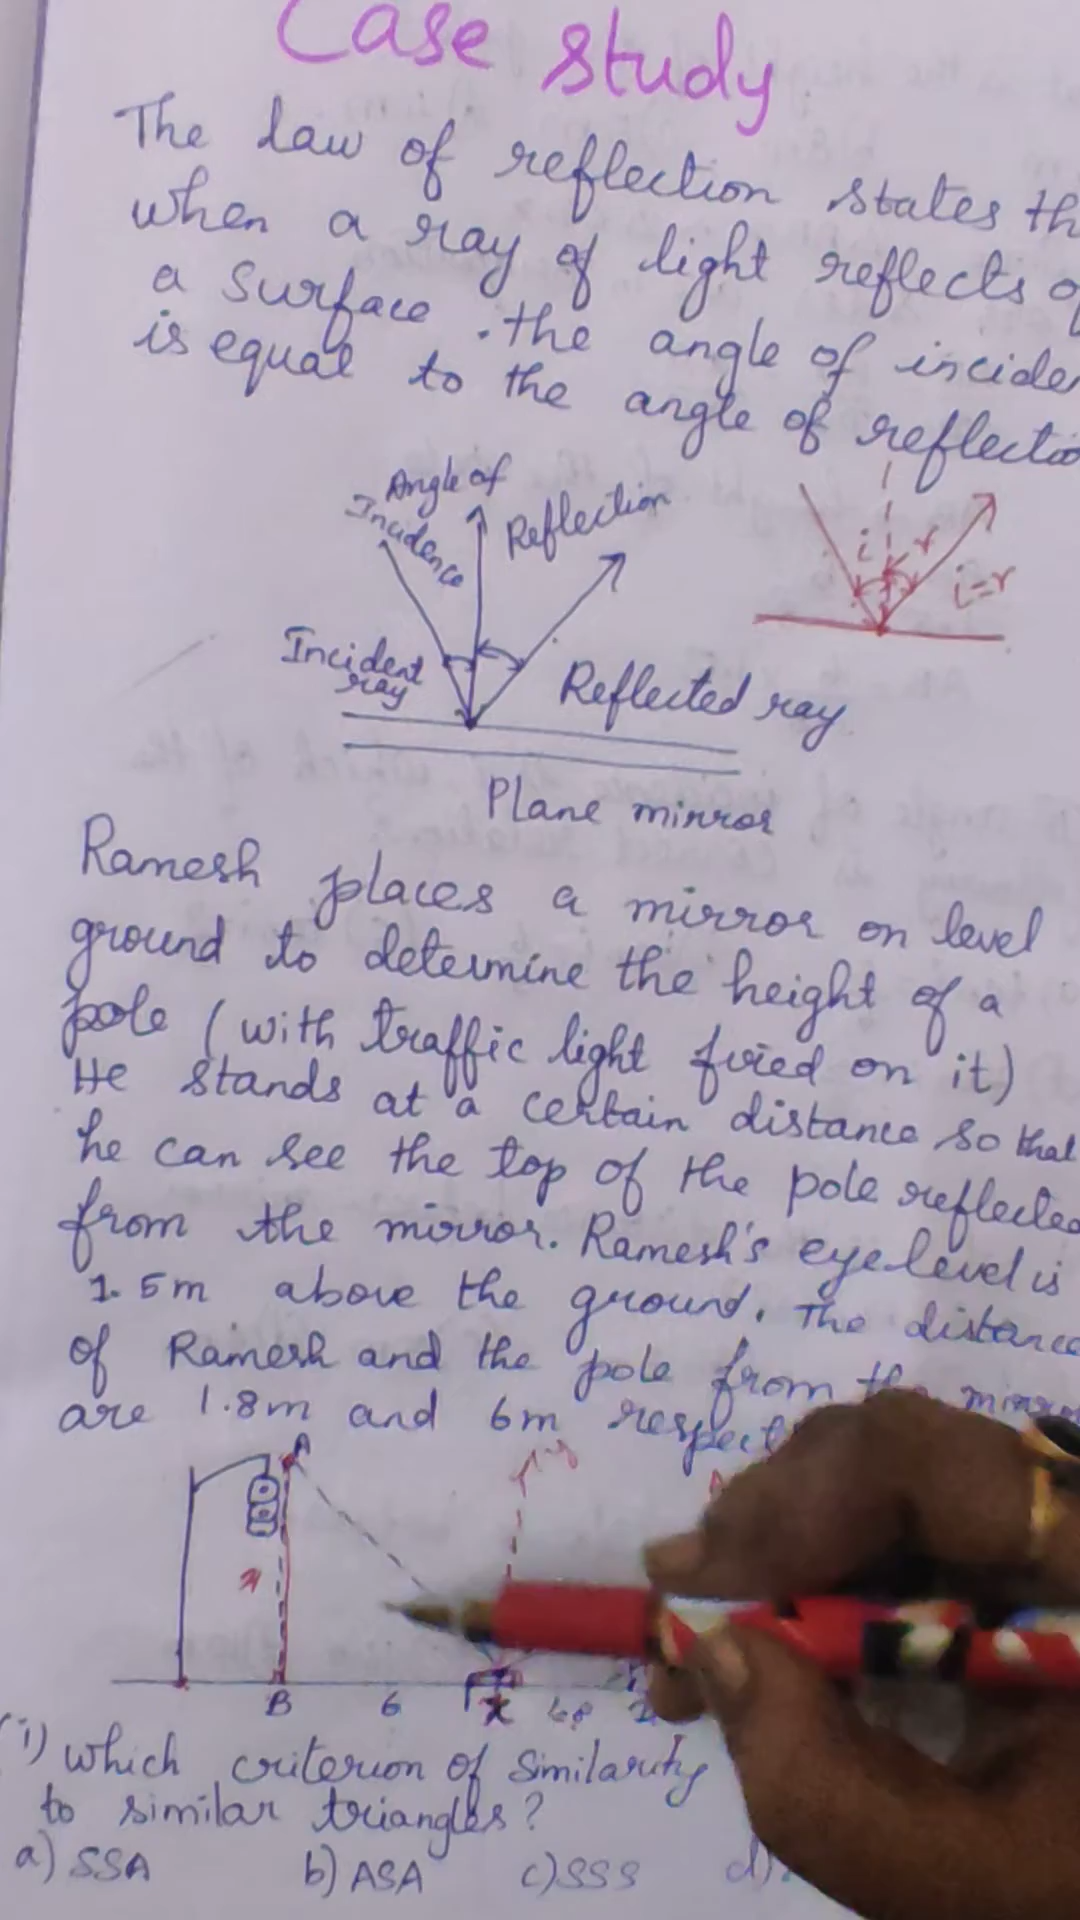 Case study
The law of reflection states th
when a ray of light reflects of
a surface. the angle of inciden
is equal to the angle of reflectio
Angle of
Incidence
Reflection
i r
i=r
Incident
ray
Reflected ray
Plane mirror
Ramesh places a mirror on level
ground to determine the height of a
pole (with traffic light fixed on it)
He stands at a certain distance so that
he can see the top of the pole reflected
from the mirror. Ramesh's eye level is
1.5m above the ground. The distance
of Ramesh and the pole from the mirro
are 1.8m and 6m respect
A
B 6
(i) which criterion of similarity
to similar triangles?
a) SSA b) ASA c) SSS d)